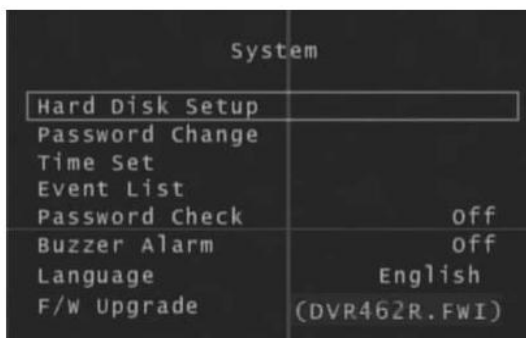 System
Hard Disk Setup
Password Change
Time Set
Event List
Password Check Off
Buzzer Alarm Off
Language English
F/W Upgrade (DVR462R.FWI)